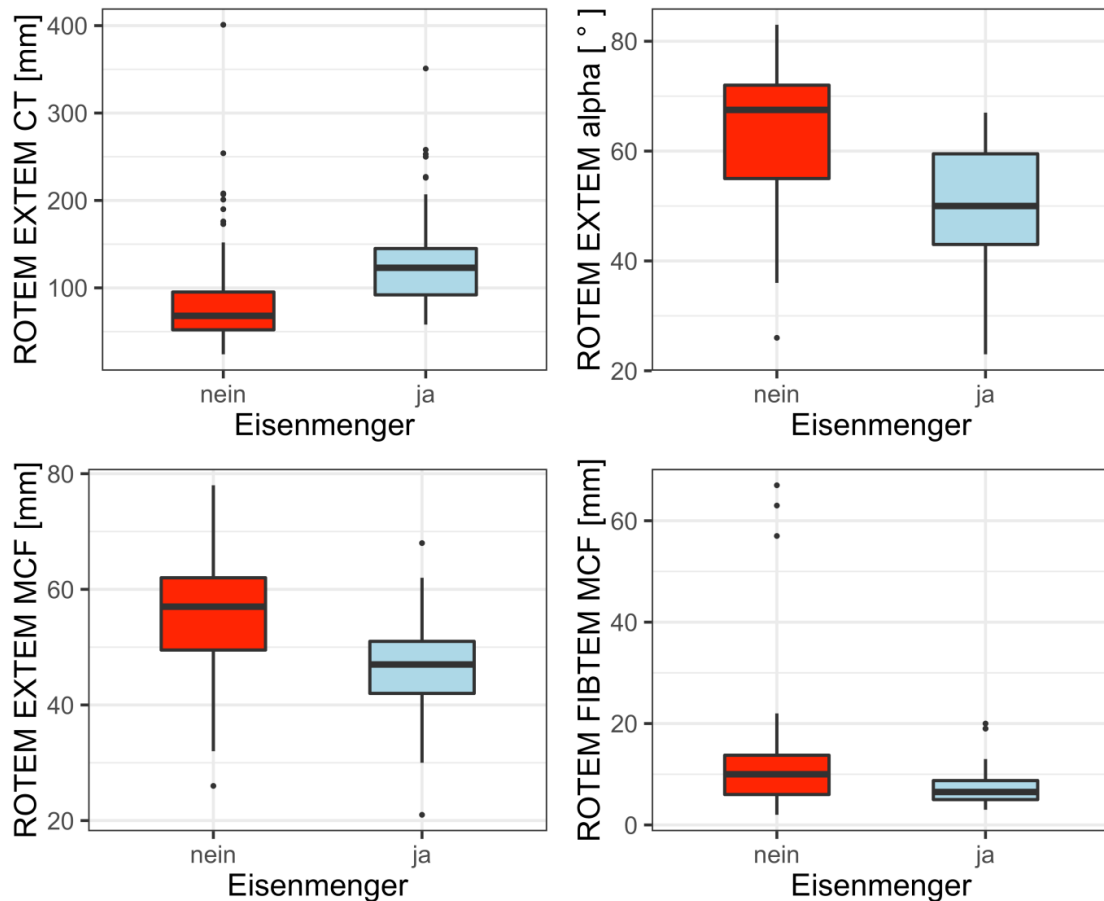 ROTEM EXTEM CT [mm]
400
300
200
100
nein
ja
Eisenmenger
ROTEM EXTEM alpha [ ° ]
80
60
40
20
nein
ja
Eisenmenger
ROTEM EXTEM MCF [mm]
80
60
40
20
nein
ja
Eisenmenger
ROTEM FIBTEM MCF [mm]
60
40
20
0
nein
ja
Eisenmenger